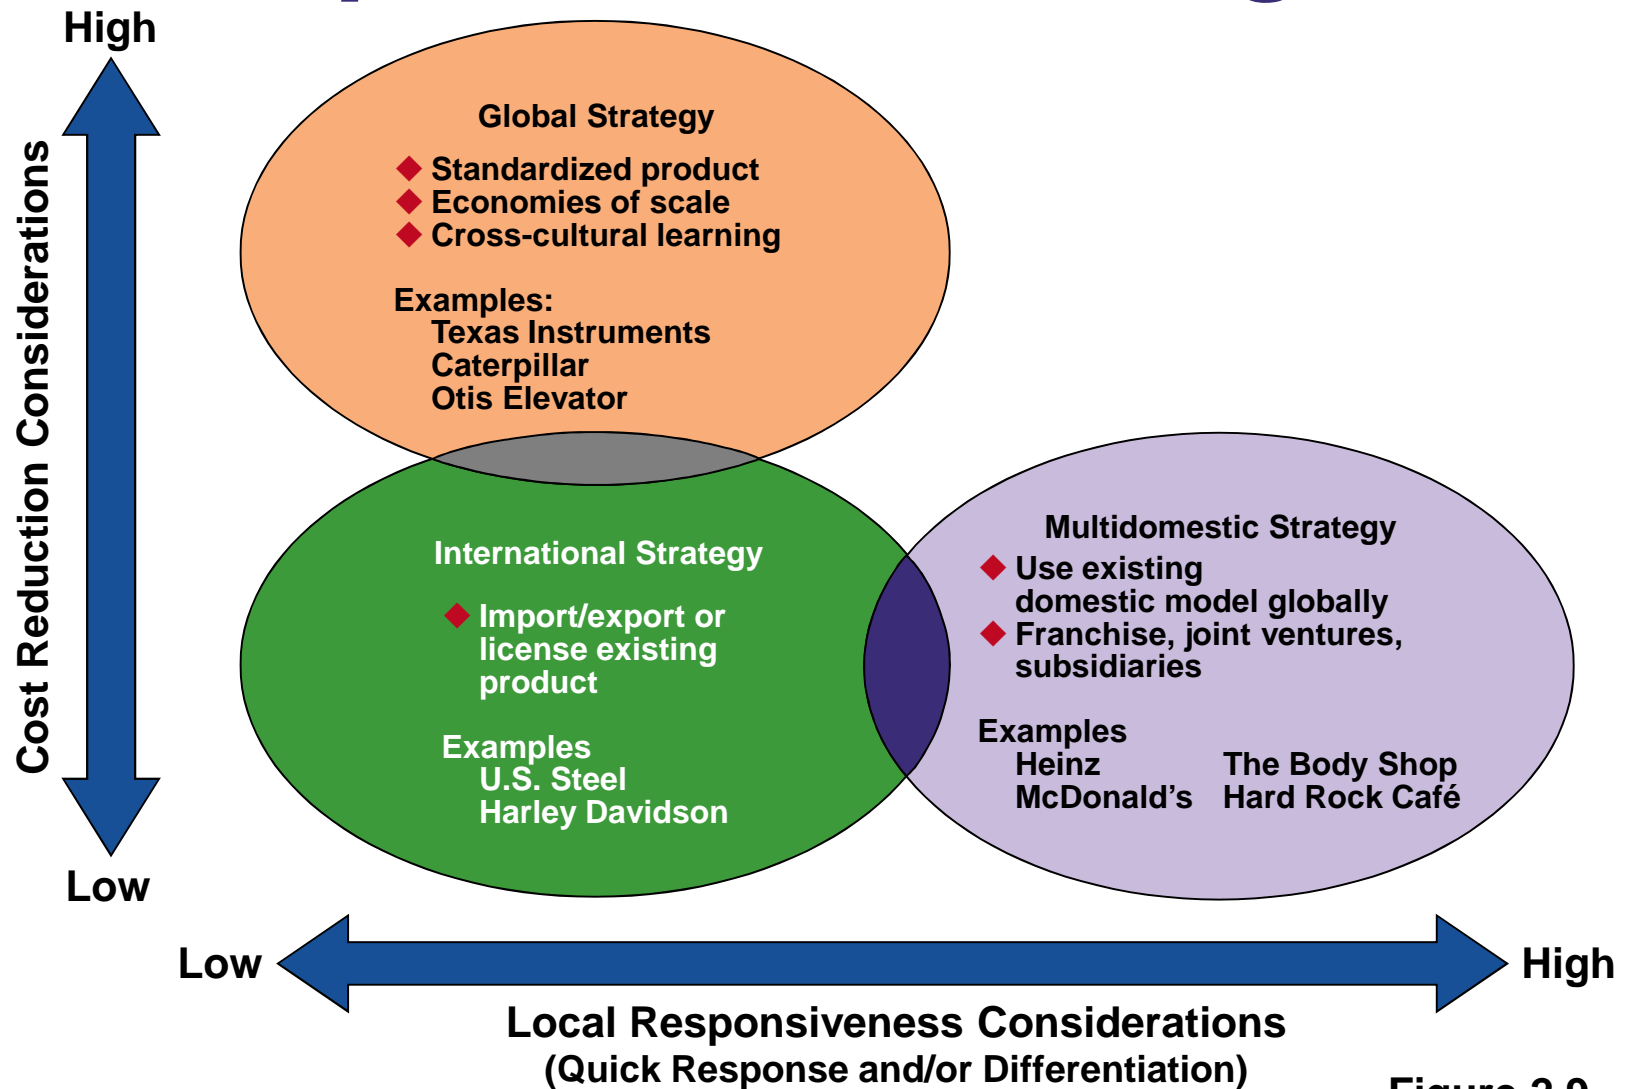 High
Cost Reduction Considerations
Low
Global Strategy
Standardized product
Economies of scale
Cross-cultural learning
Examples:
Texas Instruments
Caterpillar
Otis Elevator
International Strategy
Import/export or
license existing
product
Examples
U.S. Steel
Harley Davidson
Multidomestic Strategy
Use existing
domestic model globally
Franchise, joint ventures,
subsidiaries
Examples
Heinz The Body Shop
McDonald's Hard Rock Café
Low High
Local Responsiveness Considerations
(Quick Response and/or Differentiation)
Figure 2.9